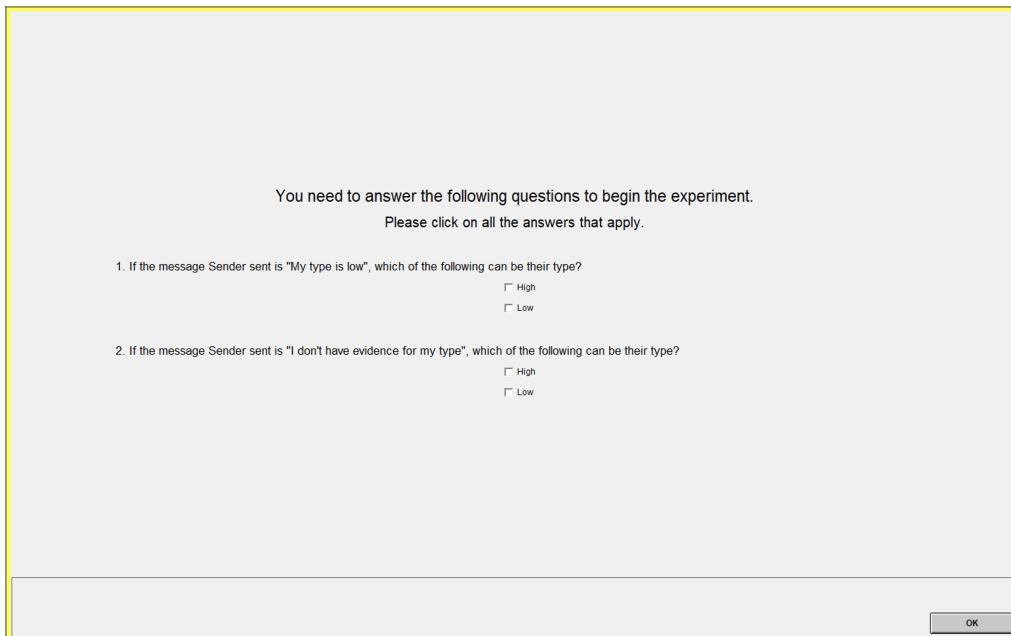 You need to answer the following questions to begin the experiment.
Please click on all the answers that apply.
1. If the message Sender sent is "My type is low", which of the following can be their type?
High
Low
2. If the message Sender sent is "I don't have evidence for my type", which of the following can be their type?
High
Low
OK